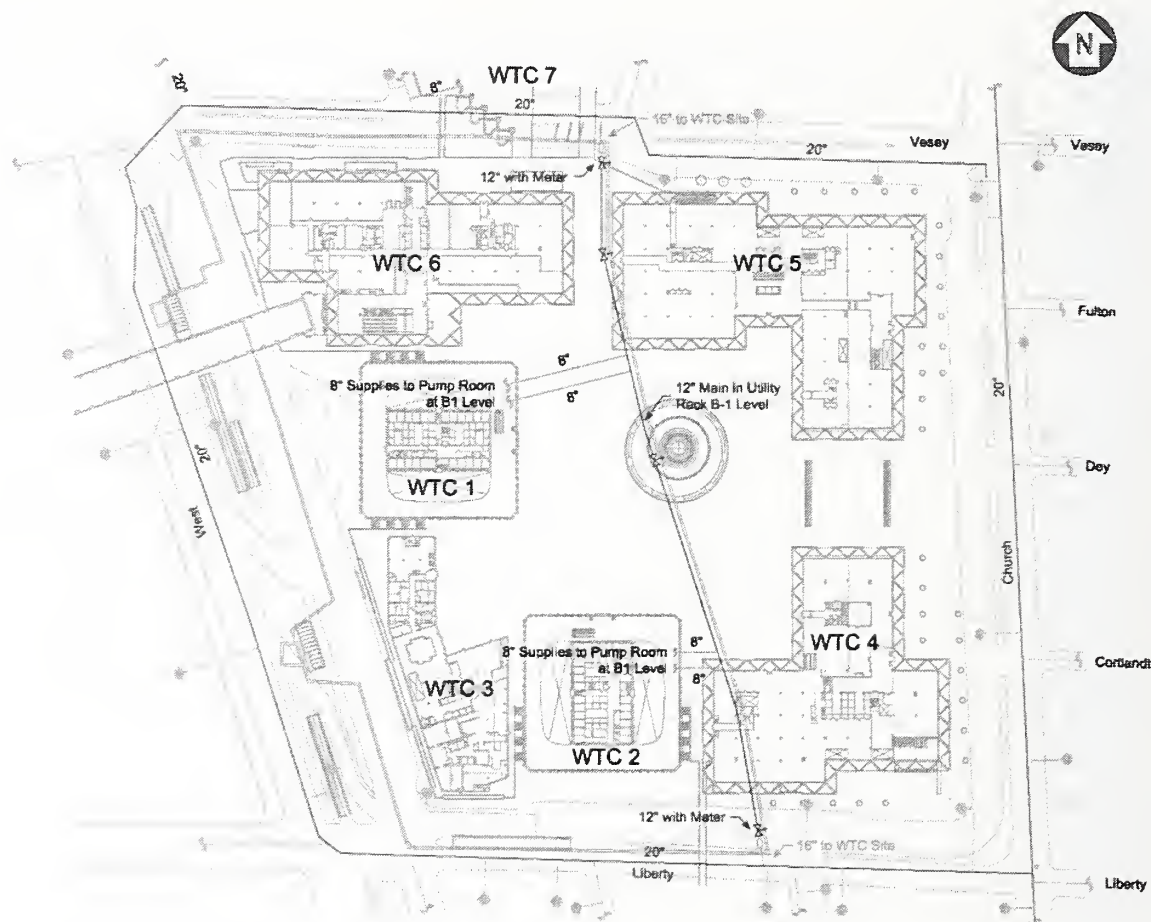 N
WTC 7
20"
8"
20"
16" to WTC Site
Vesey
Vesey
20"
12" with Meter
WTC 6
WTC 5
20"
Fulton
8"
8" Supplies to Pump Room
at B1 Level
8"
12" Main in Utility
Rack B-1 Level
20"
West
WTC 1
Dey
Church
WTC 4
8"
8" Supplies to Pump Room
at B1 Level
8"
Cortlandt
WTC 3
WTC 2
12" with Meter
16" to WTC Site
20"
Liberty
Liberty